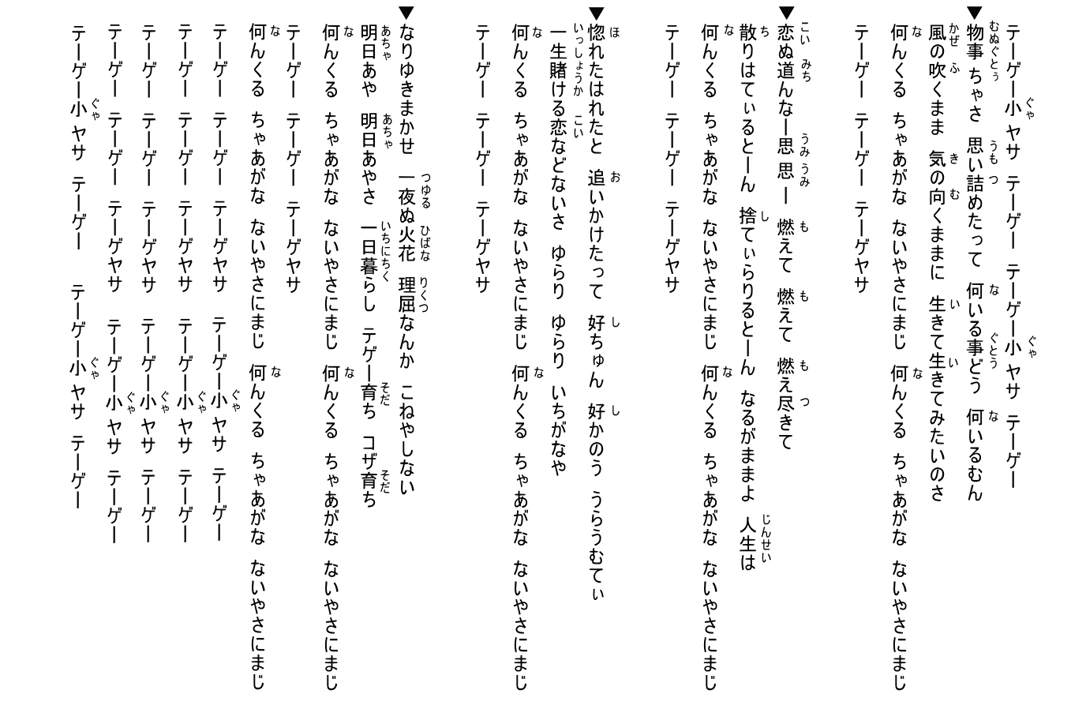 テーゲー小 ヤサ テーゲー テーゲー小 ヤサ テーゲー
▼物事 ちゃさ 思い詰めたって 何いる事どう 何いるむん
風の吹くまま 気の向くままに 生きて生きてみたいのさ
何んくる ちゃあがな ないやさにまじ 何んくる ちゃあがな ないやさにまじ
テーゲー テーゲー テーゲヤサ
▼恋ぬ道んなー思 思ー 燃えて 燃えて 燃え尽きて
散りはてぃるとーん 捨てぃらりるとーん なるがままよ 人生は
何んくる ちゃあがな ないやさにまじ 何んくる ちゃあがな ないやさにまじ
テーゲー テーゲー テーゲヤサ
▼惚れたはれたと 追いかけたって 好ちゅん 好かのう うらうむてぃ
一生賭ける恋などないさ ゆらり ゆらり いちがなや
何んくる ちゃあがな ないやさにまじ 何んくる ちゃあがな ないやさにまじ
テーゲー テーゲー テーゲヤサ
▼なりゆきまかせ 一夜ぬ火花 理屈なんか こねやしない
明日あや 明日あやさ 一日暮らし テゲー育ち コザ育ち
何んくる ちゃあがな ないやさにまじ 何んくる ちゃあがな ないやさにまじ
テーゲー テーゲー テーゲヤサ
何んくる ちゃあがな ないやさにまじ 何んくる ちゃあがな ないやさにまじ
テーゲー テーゲー テーゲヤサ テーゲー小 ヤサ テーゲー
テーゲー テーゲー テーゲヤサ テーゲー小 ヤサ テーゲー
テーゲー テーゲー テーゲヤサ テーゲー小 ヤサ テーゲー
テーゲー テーゲー テーゲヤサ テーゲー小 ヤサ テーゲー
テーゲー小 ヤサ テーゲー テーゲー小 ヤサ テーゲー